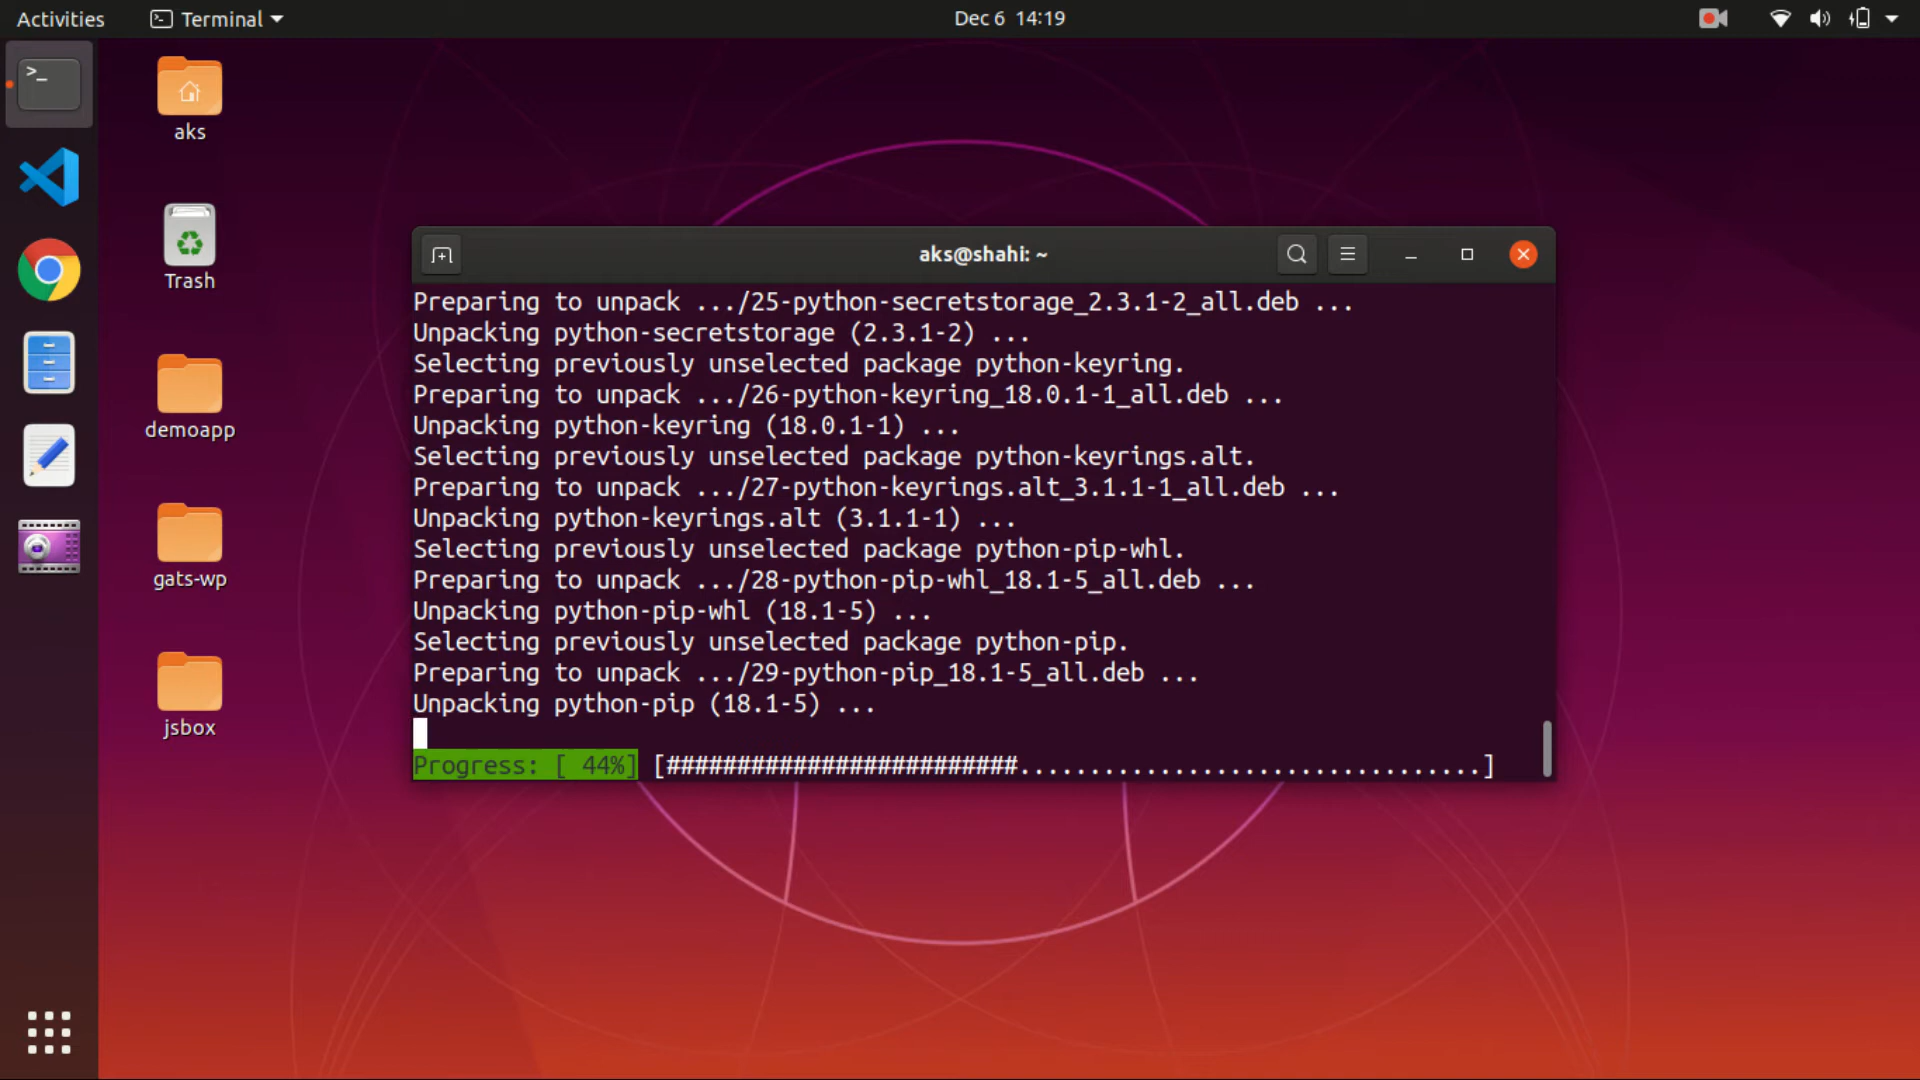 Activities
Terminal
Dec 6 14:19
aks
Trash
demoapp
gats-wp
jsbox
aks@shahi: ~
Preparing to unpack .../25-python-secretstorage_2.3.1-2_all.deb ...
Unpacking python-secretstorage (2.3.1-2) ...
Selecting previously unselected package python-keyring.
Preparing to unpack .../26-python-keyring_18.0.1-1_all.deb ...
Unpacking python-keyring (18.0.1-1) ...
Selecting previously unselected package python-keyrings.alt.
Preparing to unpack .../27-python-keyrings.alt_3.1.1-1_all.deb ...
Unpacking python-keyrings.alt (3.1.1-1) ...
Selecting previously unselected package python-pip-whl.
Preparing to unpack .../28-python-pip-whl_18.1-5_all.deb ...
Unpacking python-pip-whl (18.1-5) ...
Selecting previously unselected package python-pip.
Preparing to unpack .../29-python-pip_18.1-5_all.deb ...
Unpacking python-pip (18.1-5) ...
Progress: [ 44%] [#########################.................................]